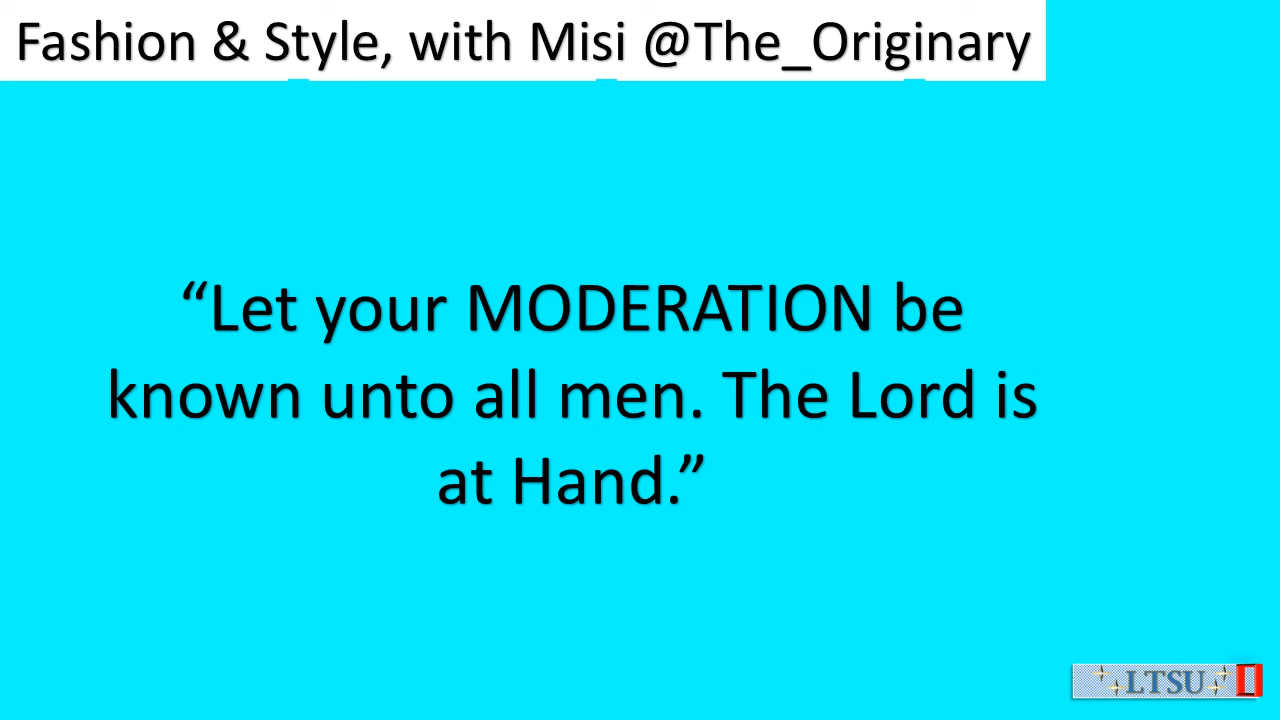 Fashion & Style, with Misi @The_Originary
“Let your MODERATION be
known unto all men. The Lord is
at Hand.”
LTSU